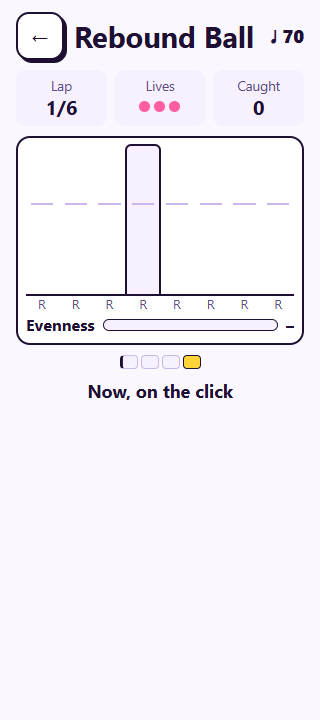 ← Rebound Ball ♩70
Lap Lives Caught
1/6 0
R R R R R R R R
Evenness –
Now, on the click